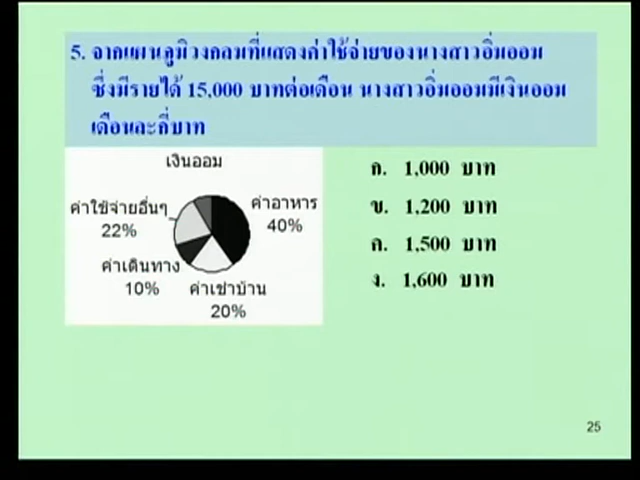 5. จากแผนภูมิวงกลมที่แสดงค่าใช้จ่ายของนางสาวอิ่มออม
ซึ่งมีรายได้ 15,000 บาทต่อเดือน นางสาวอิ่มออมมีเงินออม
เดือนละกี่บาท
เงินออม
ค่าใช้จ่ายอื่นๆ
22%
ค่าอาหาร
40%
ค่าเดินทาง
10%
ค่าเช่าบ้าน
20%
ก. 1,000 บาท
ข. 1,200 บาท
ค. 1,500 บาท
ง. 1,600 บาท
25